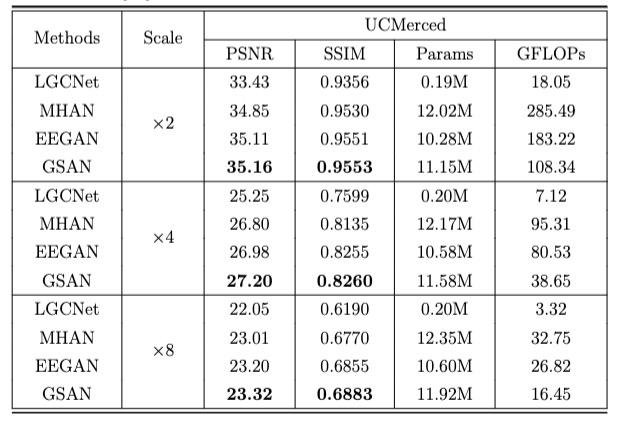 UCMerced
Methods Scale
PSNR SSIM Params GFLOPs
LGCNet 33.43 0.9356 0.19M 18.05
MHAN 34.85 0.9530 12.02M 285.49
×2
EEGAN 35.11 0.9551 10.28M 183.22
GSAN 35.16 0.9553 11.15M 108.34
LGCNet 25.25 0.7599 0.20M 7.12
MHAN 26.80 0.8135 12.17M 95.31
×4
EEGAN 26.98 0.8255 10.58M 80.53
GSAN 27.20 0.8260 11.58M 38.65
LGCNet 22.05 0.6190 0.20M 3.32
MHAN 23.01 0.6770 12.35M 32.75
×8
EEGAN 23.20 0.6855 10.60M 26.82
GSAN 23.32 0.6883 11.92M 16.45